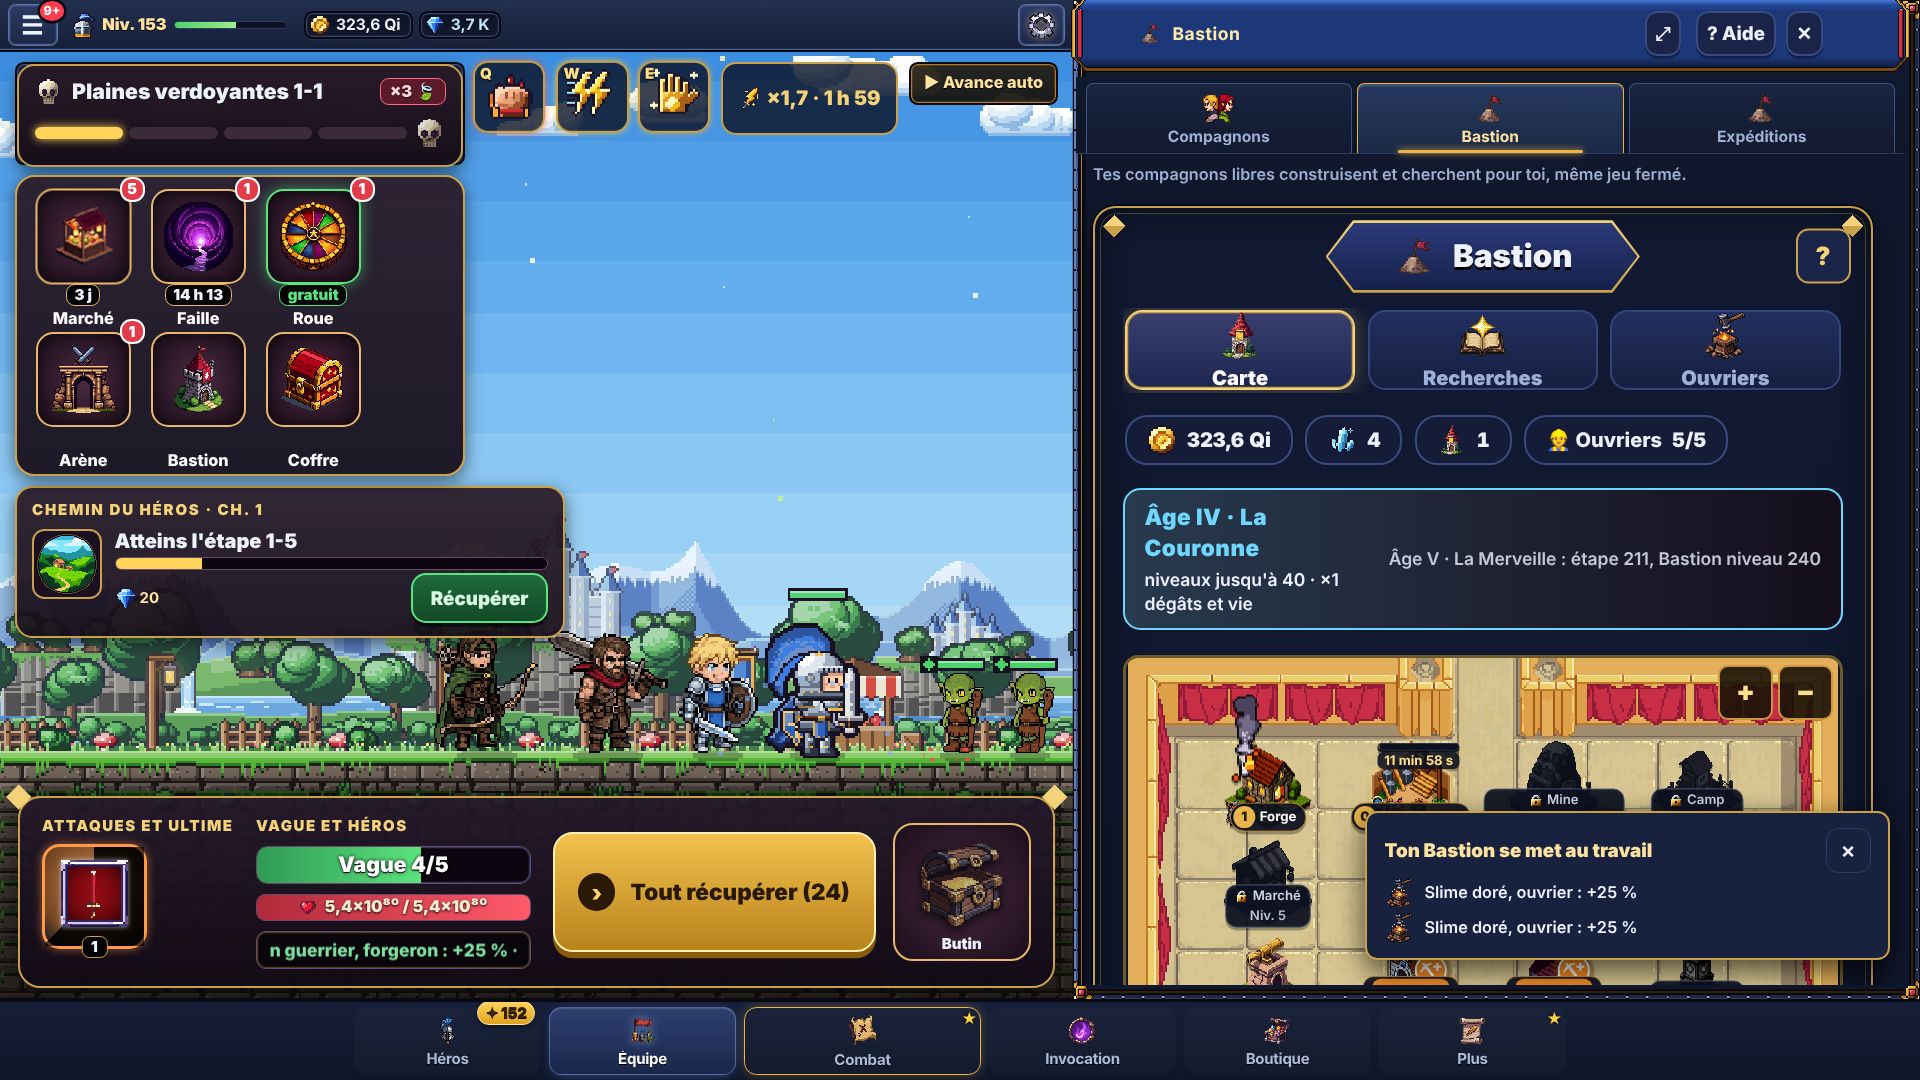 9+
Niv. 153
323,6 Qi
3,7 K
Plaines verdoyantes 1-1
×3
Q
W
E
×1,7 · 1 h 59
Avance auto
5
1
1
3 j
14 h 13
gratuit
Marché
Faille
Roue
1
Arène
Bastion
Coffre
CHEMIN DU HÉROS · CH. 1
Atteins l'étape 1-5
20
Récupérer
ATTAQUES ET ULTIME
VAGUE ET HÉROS
1
Vague 4/5
5,4×10⁸⁰ / 5,4×10⁸⁰
n guerrier, forgeron : +25 % ·
Tout récupérer (24)
Butin
152
Héros
Équipe
Combat
Invocation
Boutique
Plus
Bastion
? Aide
Compagnons
Bastion
Expéditions
Tes compagnons libres construisent et cherchent pour toi, même jeu fermé.
Bastion
?
Carte
Recherches
Ouvriers
323,6 Qi
4
1
Ouvriers 5/5
Âge IV · La
Couronne
niveaux jusqu'à 40 · ×1
dégâts et vie
Âge V · La Merveille : étape 211, Bastion niveau 240
+
−
11 min 58 s
1 Forge
Mine
Camp
Marché
Niv. 5
Ton Bastion se met au travail
Slime doré, ouvrier : +25 %
Slime doré, ouvrier : +25 %